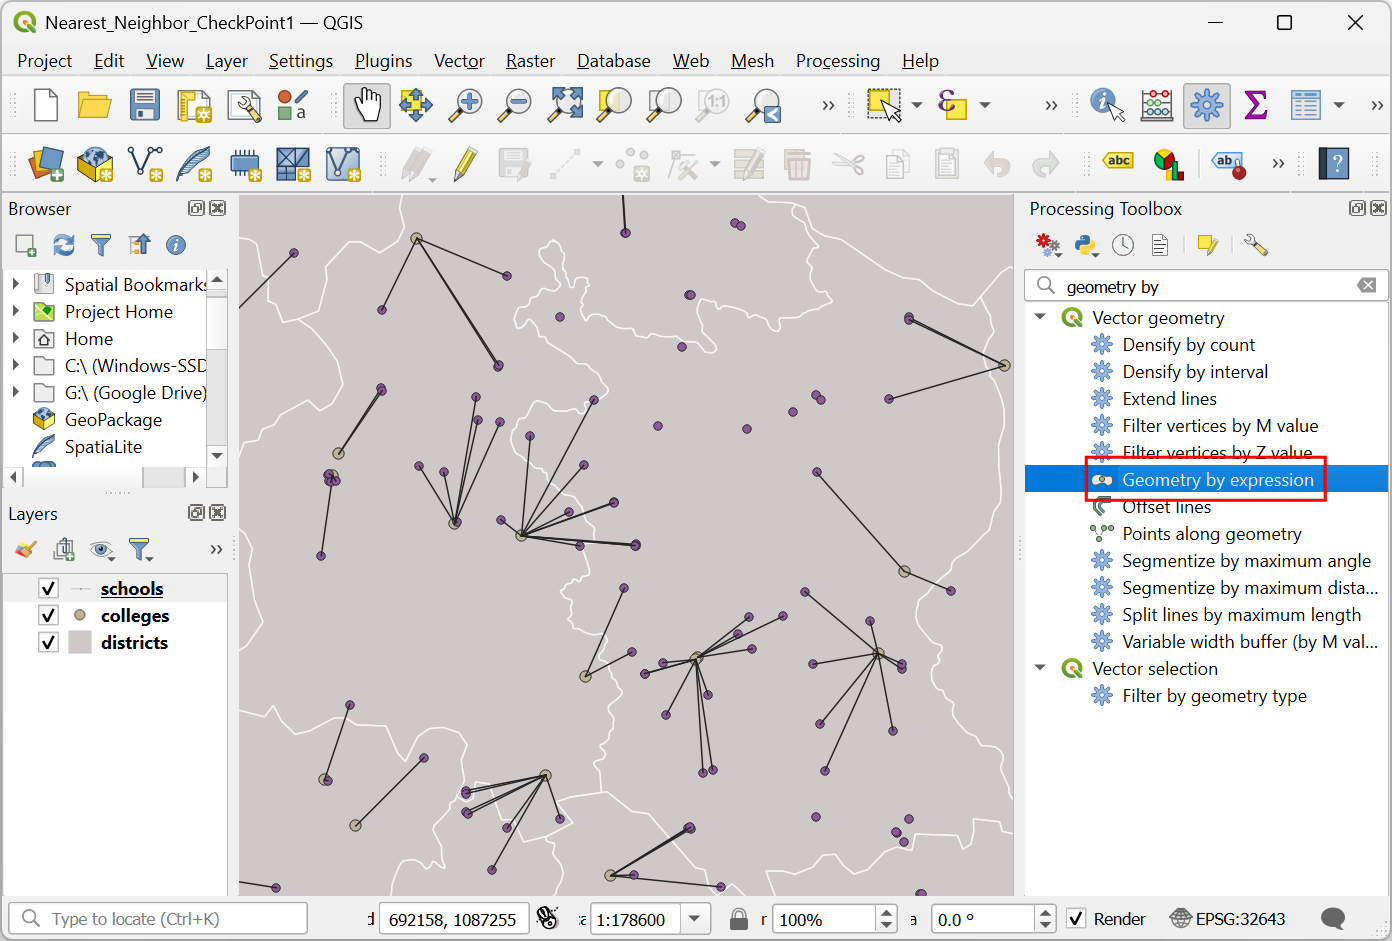 Nearest_Neighbor_CheckPoint1 — QGIS
Project Edit View Layer Settings Plugins Vector Raster Database Web Mesh Processing Help
a 1:1 Σ
abc ab ?
Browser
Spatial Bookmarks
Project Home
Home
C:\ (Windows-SSD
G:\ (Google Drive)
GeoPackage
SpatiaLite
Layers
schools
colleges
districts
Processing Toolbox
geometry by
Vector geometry
Densify by count
Densify by interval
Extend lines
Filter vertices by M value
Filter vertices by Z value
Geometry by expression
Offset lines
Points along geometry
Segmentize by maximum angle
Segmentize by maximum dista...
Split lines by maximum length
Variable width buffer (by M val...
Vector selection
Filter by geometry type
Type to locate (Ctrl+K) d 692158, 1087255 :a 1:178600 r 100% a 0.0 ° Render EPSG:32643